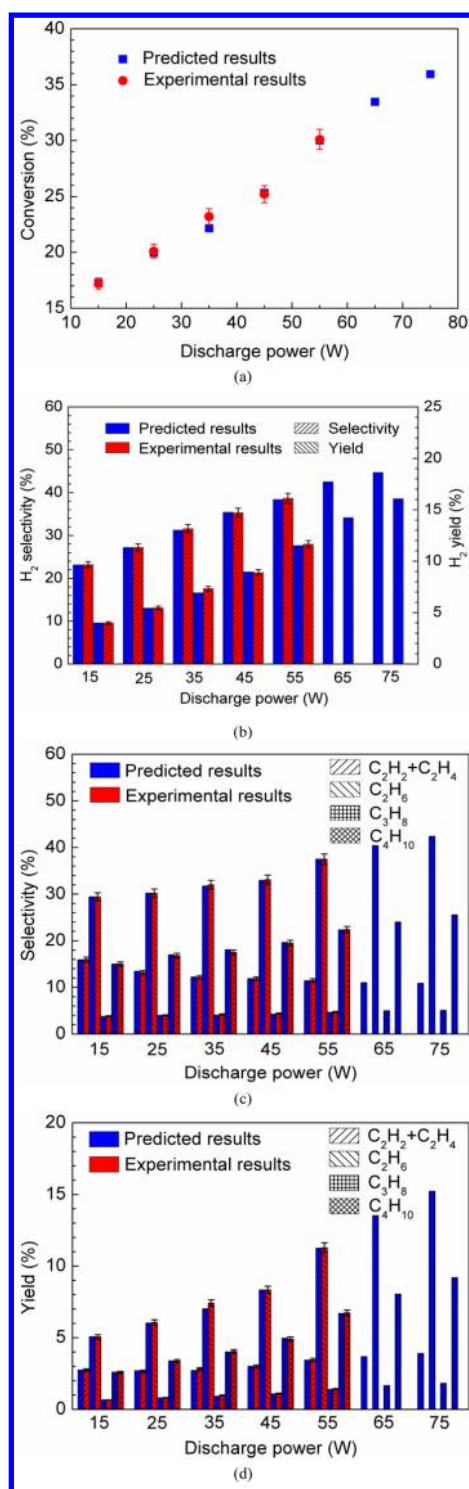 40
35
30
25
20
15
Conversion (%)
Predicted results
Experimental results
10 20 30 40 50 60 70 80
Discharge power (W)
(a)
60
50
40
30
20
10
0
H2 selectivity (%)
Predicted results Selectivity
Experimental results Yield
25
20
15
10
5
0
H2 yield (%)
15 25 35 45 55 65 75
Discharge power (W)
(b)
60
50
40
30
20
10
0
Selectivity (%)
Predicted results
Experimental results
C2H2+C2H4
C2H6
C3H8
C4H10
15 25 35 45 55 65 75
Discharge power (W)
(c)
20
15
10
5
0
Yield (%)
Predicted results
Experimental results
C2H2+C2H4
C2H6
C3H8
C4H10
15 25 35 45 55 65 75
Discharge power (W)
(d)